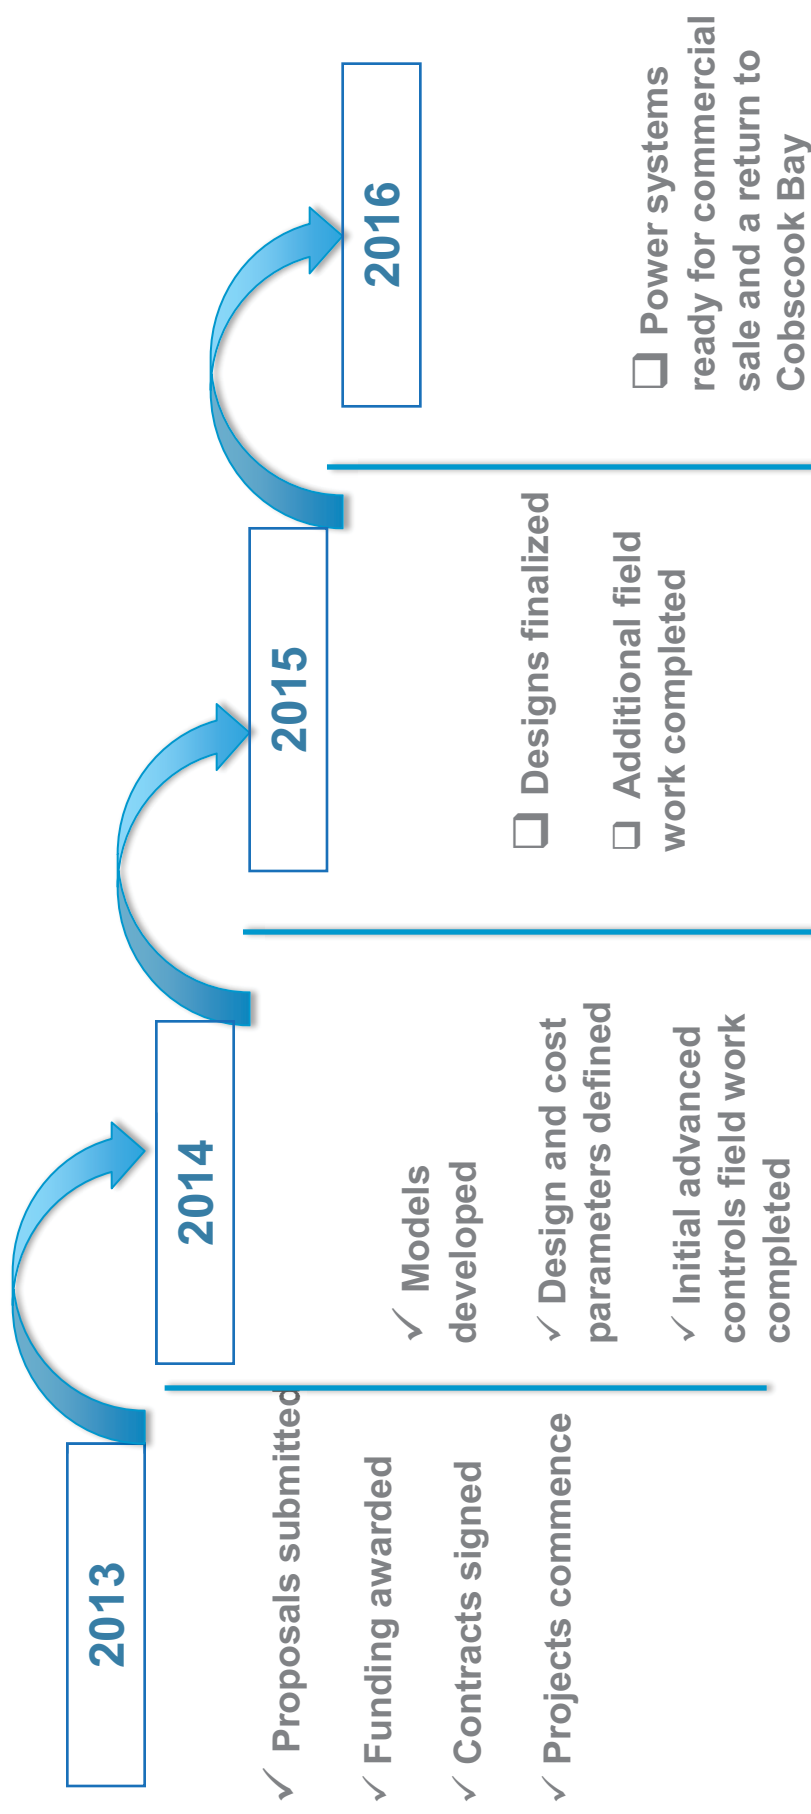 2013
✓ Proposals submitted
✓ Funding awarded
✓ Contracts signed
✓ Projects commence
2014
✓ Models
developed
✓ Design and cost
parameters defined
✓ Initial advanced
controls field work
completed
2015
❑ Designs finalized
❑ Additional field
work completed
2016
❑ Power systems
ready for commercial
sale and a return to
Cobscook Bay